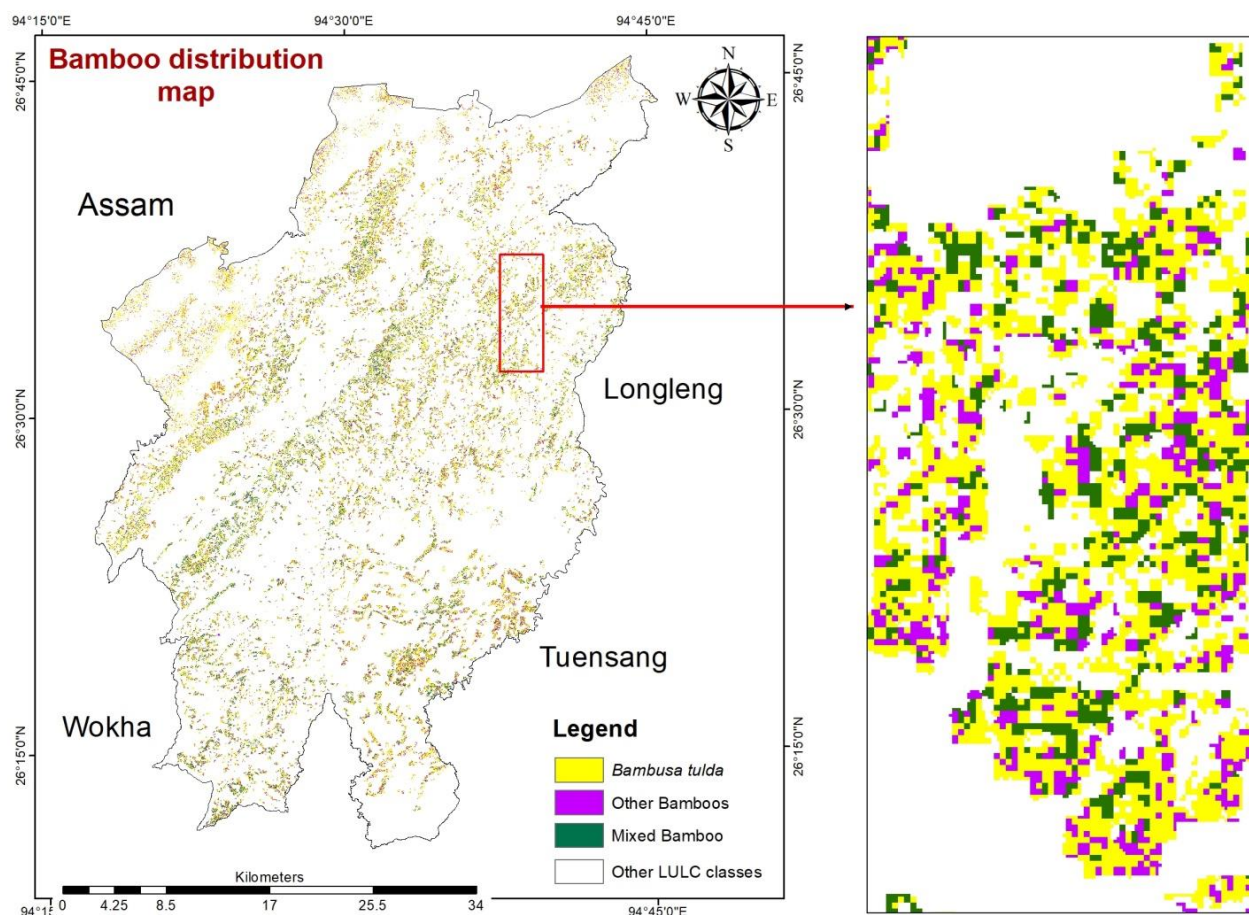 94°15'0"E 94°30'0"E 94°45'0"E
Bamboo distribution
map
N
W E
S
26°45'0"N 26°45'0"N
Assam
Longleng
26°30'0"N 26°30'0"N
Tuensang
Wokha
Legend
26°15'0"N 26°15'0"N
Bambusa tulda
Other Bamboos
Mixed Bamboo
Other LULC classes
Kilometers
0 4.25 8.5 17 25.5 34
94°15' 94°45'0"E